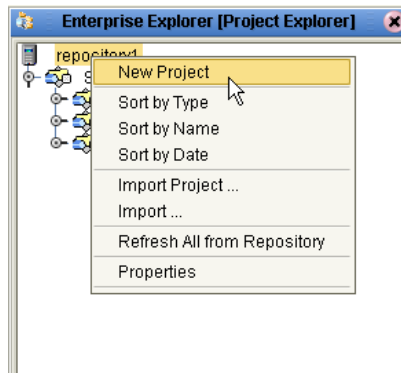 Enterprise Explorer [Project Explorer]
repository1
S
New Project
Sort by Type
Sort by Name
Sort by Date
Import Project ...
Import ...
Refresh All from Repository
Properties